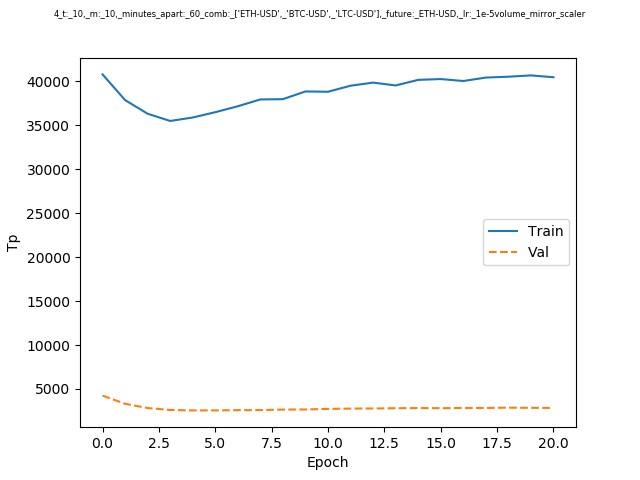 4_t:_10,_m:_10,_minutes_apart:_60_comb:_['ETH-USD',_'BTC-USD',_'LTC-USD'],_future:_ETH-USD,_lr:_1e-5volume_mirror_scaler
40000
35000
30000
25000
20000
15000
10000
5000
Tp
Train
Val
0.0 2.5 5.0 7.5 10.0 12.5 15.0 17.5 20.0
Epoch